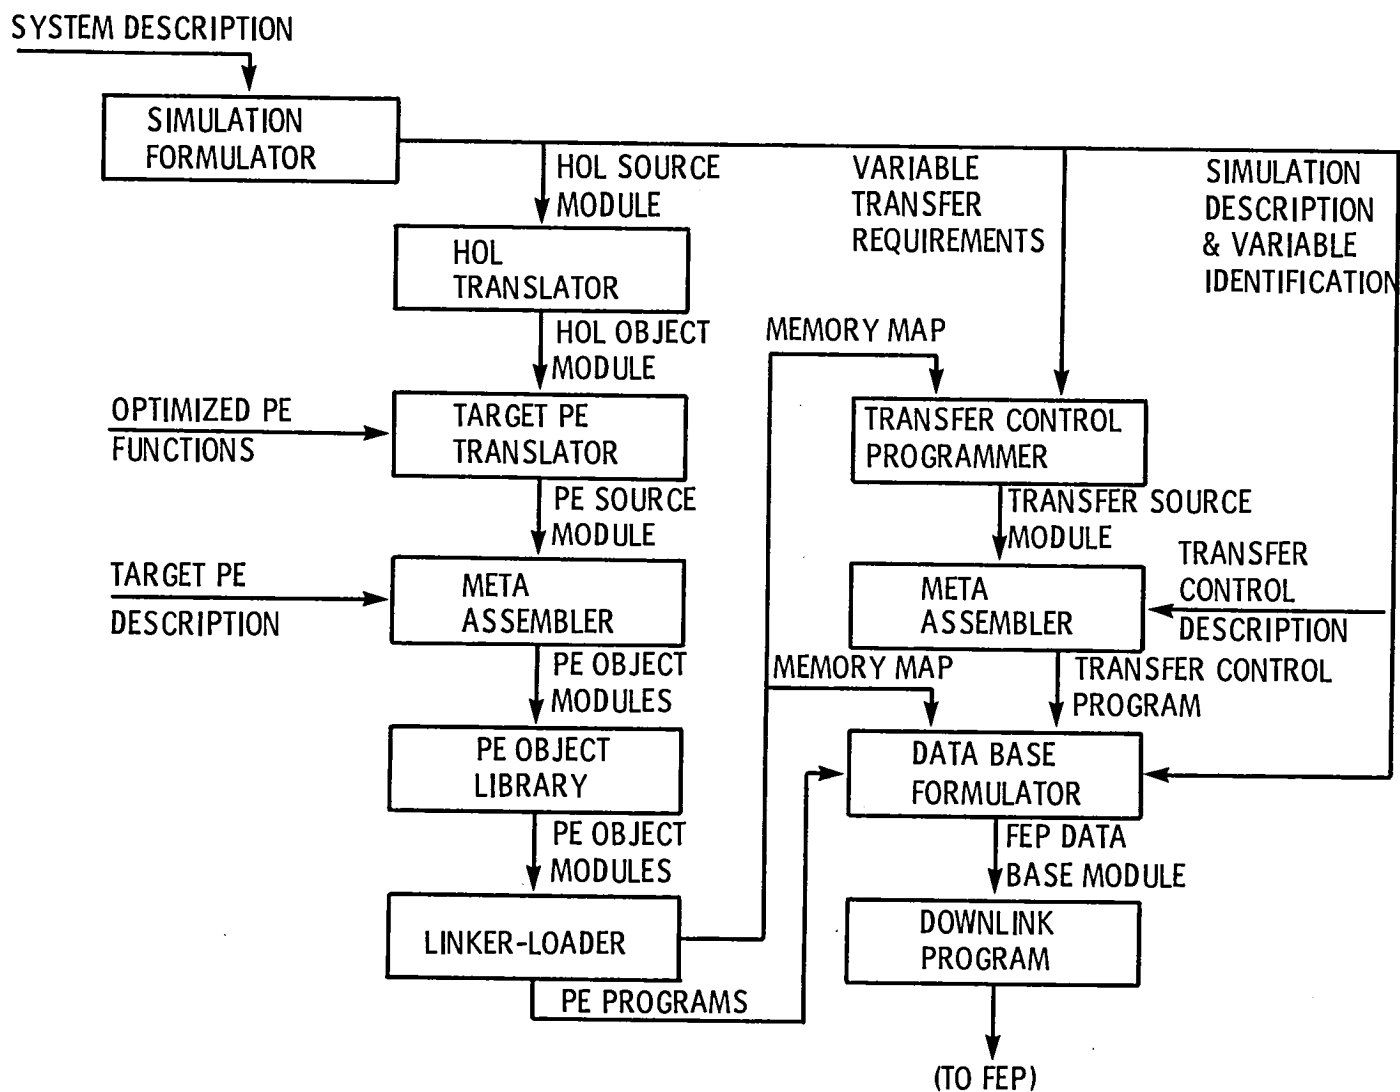 SYSTEM DESCRIPTION
SIMULATION
FORMULATOR
HOL SOURCE
MODULE
VARIABLE
TRANSFER
REQUIREMENTS
SIMULATION
DESCRIPTION
& VARIABLE
IDENTIFICATION
HOL
TRANSLATOR
HOL OBJECT
MODULE
MEMORY MAP
OPTIMIZED PE
FUNCTIONS
TARGET PE
TRANSLATOR
TRANSFER CONTROL
PROGRAMMER
PE SOURCE
MODULE
TRANSFER SOURCE
MODULE
TARGET PE
DESCRIPTION
META
ASSEMBLER
META
ASSEMBLER
TRANSFER
CONTROL
DESCRIPTION
PE OBJECT
MODULES
MEMORY MAP
TRANSFER CONTROL
PROGRAM
PE OBJECT
LIBRARY
DATA BASE
FORMULATOR
PE OBJECT
MODULES
FEP DATA
BASE MODULE
LINKER-LOADER
DOWNLINK
PROGRAM
PE PROGRAMS
(TO FEP)